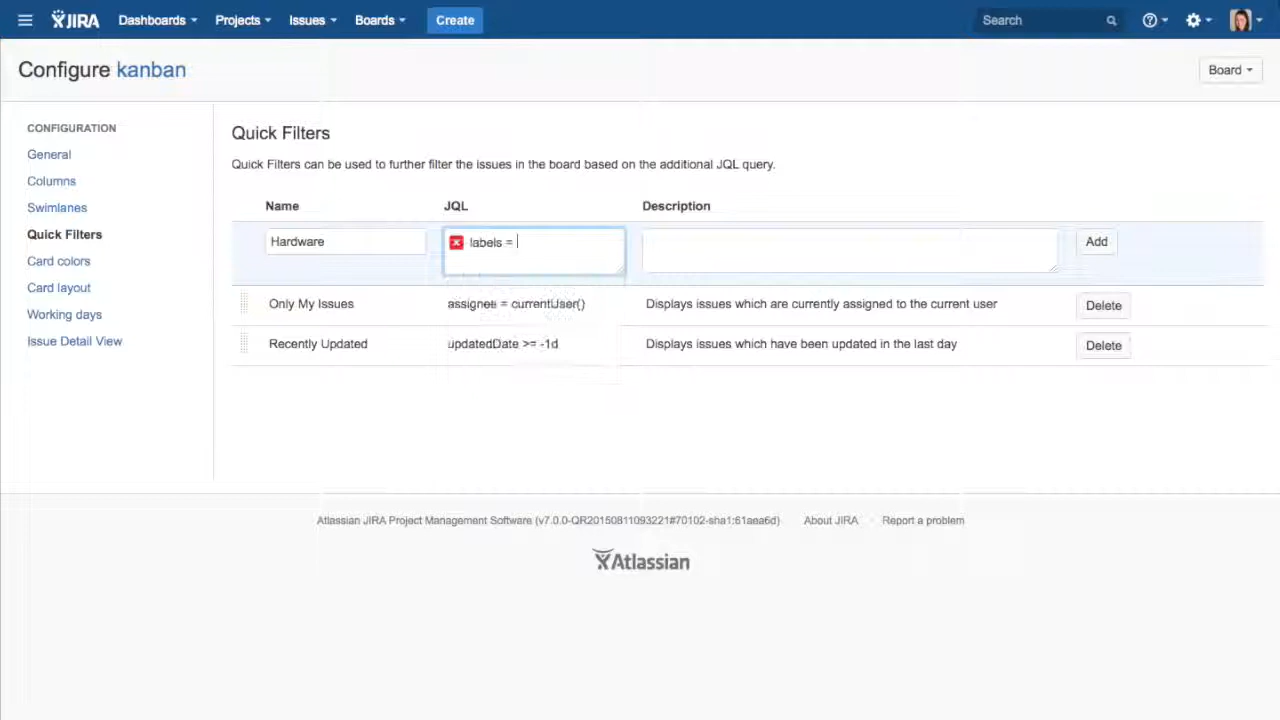 JIRA Dashboards Projects Issues Boards Create Search
Configure kanban Board
CONFIGURATION
General
Columns
Swimlanes
Quick Filters
Card colors
Card layout
Working days
Issue Detail View
Quick Filters
Quick Filters can be used to further filter the issues in the board based on the additional JQL query.
Name JQL Description
Hardware labels = Add
Only My Issues assignee = currentUser() Displays issues which are currently assigned to the current user Delete
Recently Updated updatedDate >= -1d Displays issues which have been updated in the last day Delete
Atlassian JIRA Project Management Software (v7.0.0-QR20150811093221#70102-sha1:61aea6d) About JIRA Report a problem
Atlassian